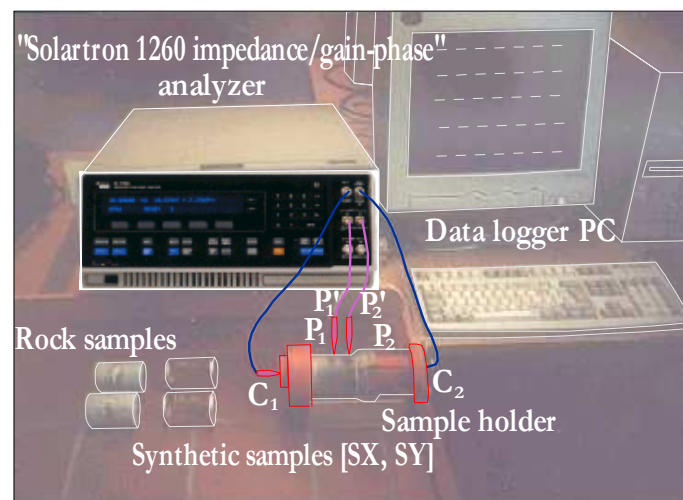 "Solartron 1260 impedance/gain-phase"
analyzer
Data logger PC
P₁' P₂'
P₁ P₂
Rock samples
C₁ C₂
Sample holder
Synthetic samples [SX, SY]